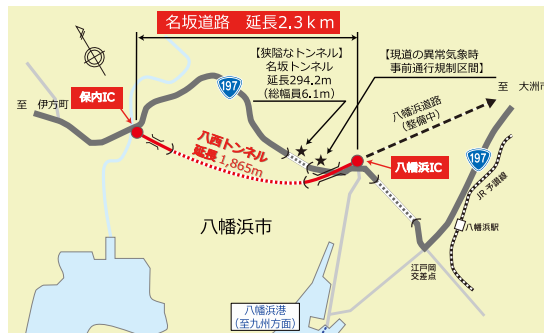 名坂道路 延長2.3km
【狭隘なトンネル】
名坂トンネル
延長294.2m
(総幅員6.1m)
【現道の異常気象時
事前通行規制区間】
至 大洲市
至 伊方町
保内IC
197
八西トンネル
延長1,865m
八幡浜道路
(整備中)
八幡浜IC
197
JR予讃線
八幡浜駅
八幡浜市
江戸岡
交差点
八幡浜港
(至九州方面)